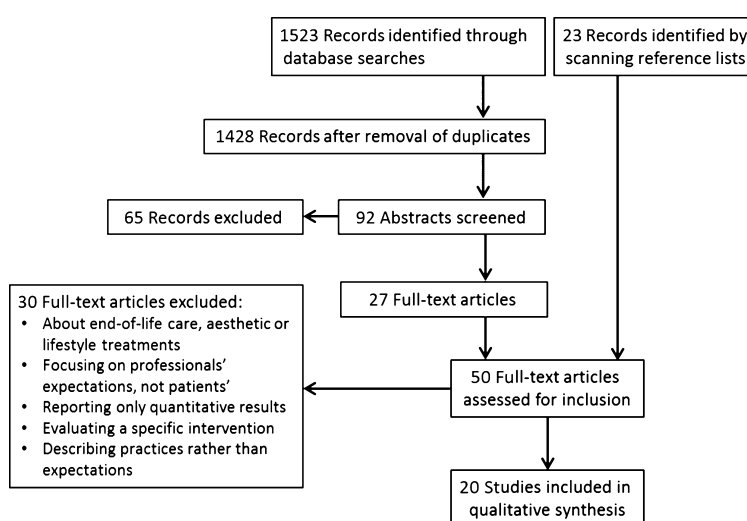 1523 Records identified through
database searches
23 Records identified by
scanning reference lists
1428 Records after removal of duplicates
65 Records excluded
92 Abstracts screened
27 Full-text articles
30 Full-text articles excluded:
• About end-of-life care, aesthetic or
lifestyle treatments
• Focusing on professionals’
expectations, not patients’
• Reporting only quantitative results
• Evaluating a specific intervention
• Describing practices rather than
expectations
50 Full-text articles
assessed for inclusion
20 Studies included in
qualitative synthesis